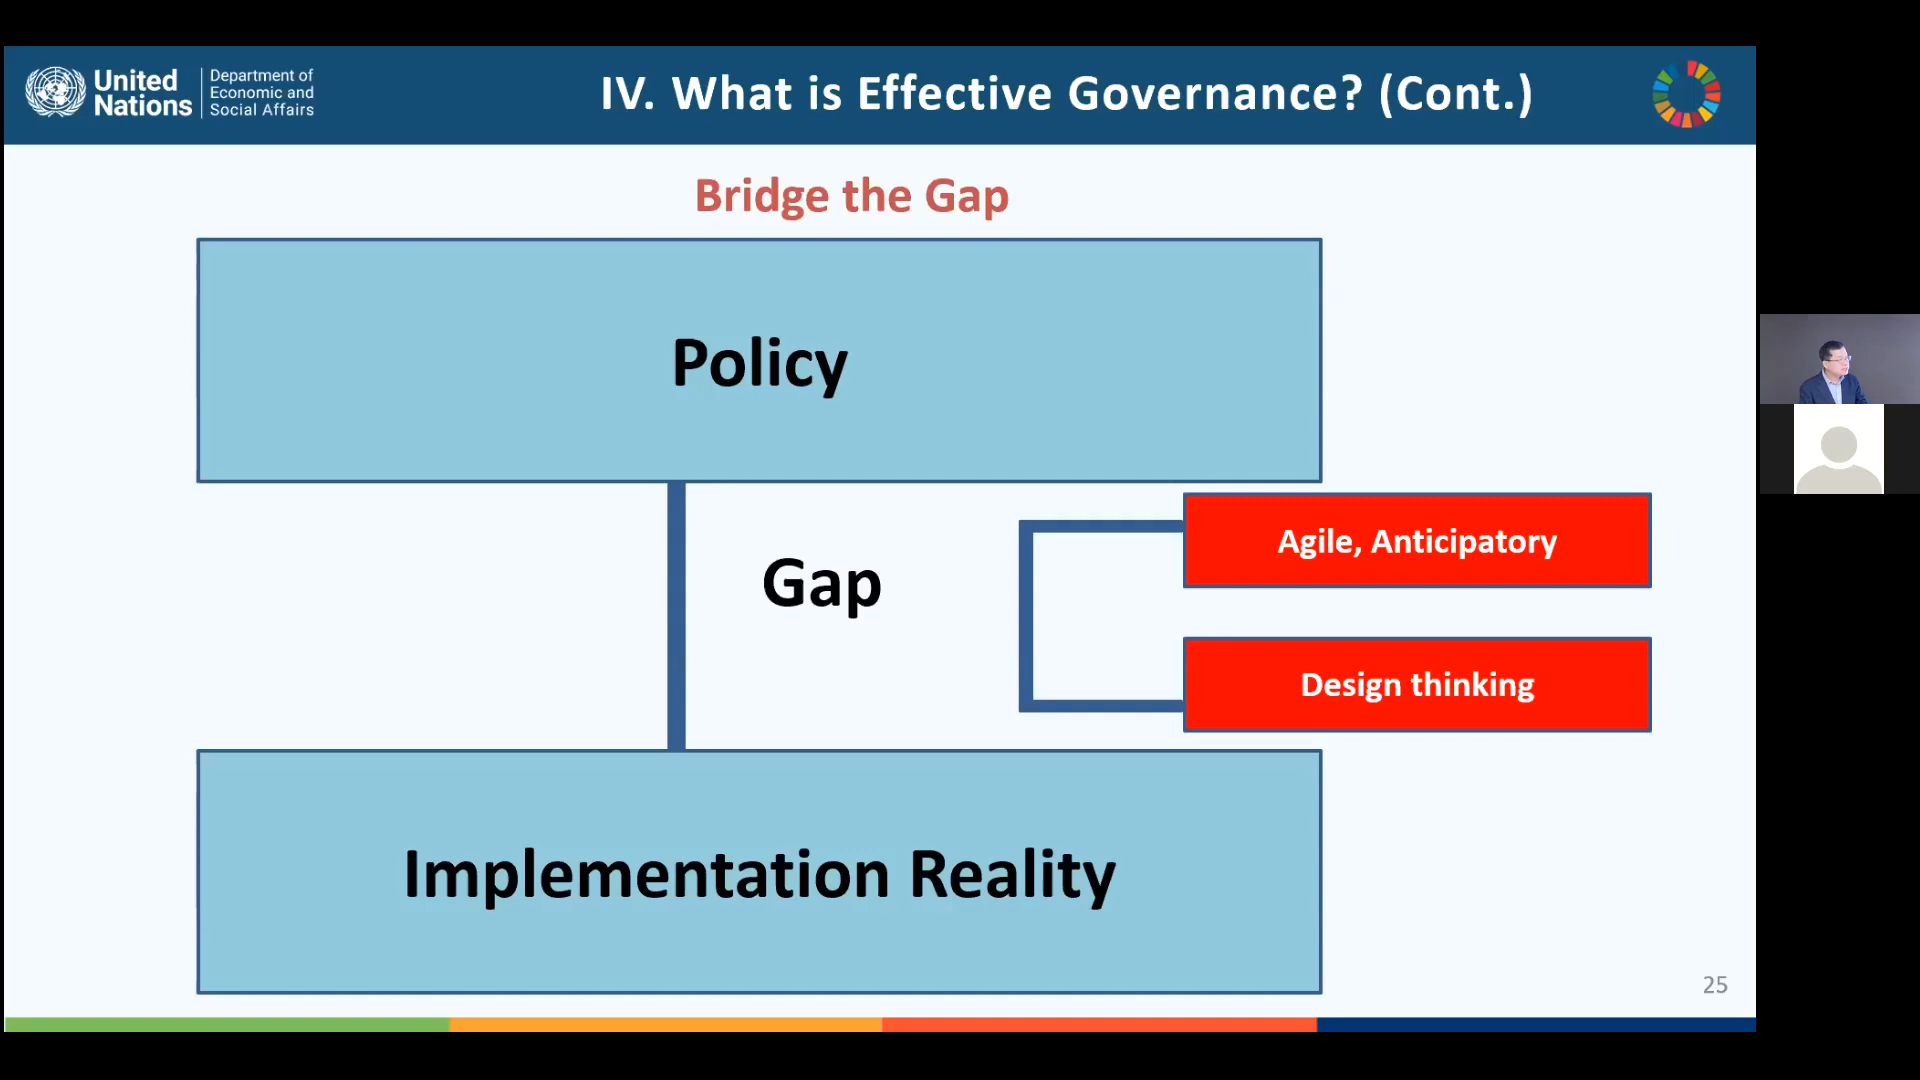 United
Nations
Department of
Economic and
Social Affairs
IV. What is Effective Governance? (Cont.)
Bridge the Gap
Policy
Gap
Agile, Anticipatory
Design thinking
Implementation Reality
25